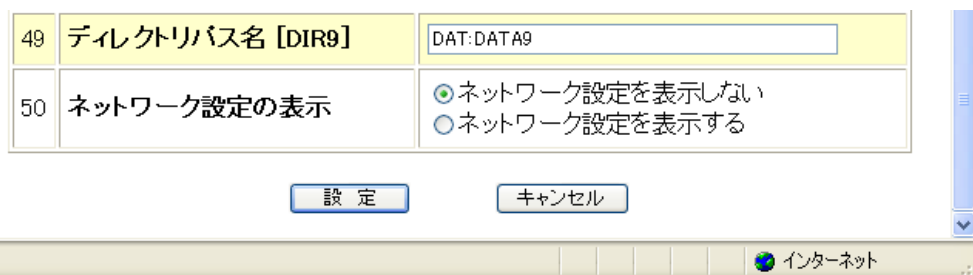 49 ディレクトリパス名 [DIR9] DAT:DATA9
50 ネットワーク設定の表示 ネットワーク設定を表示しない
ネットワーク設定を表示する
設 定 キャンセル
インターネット